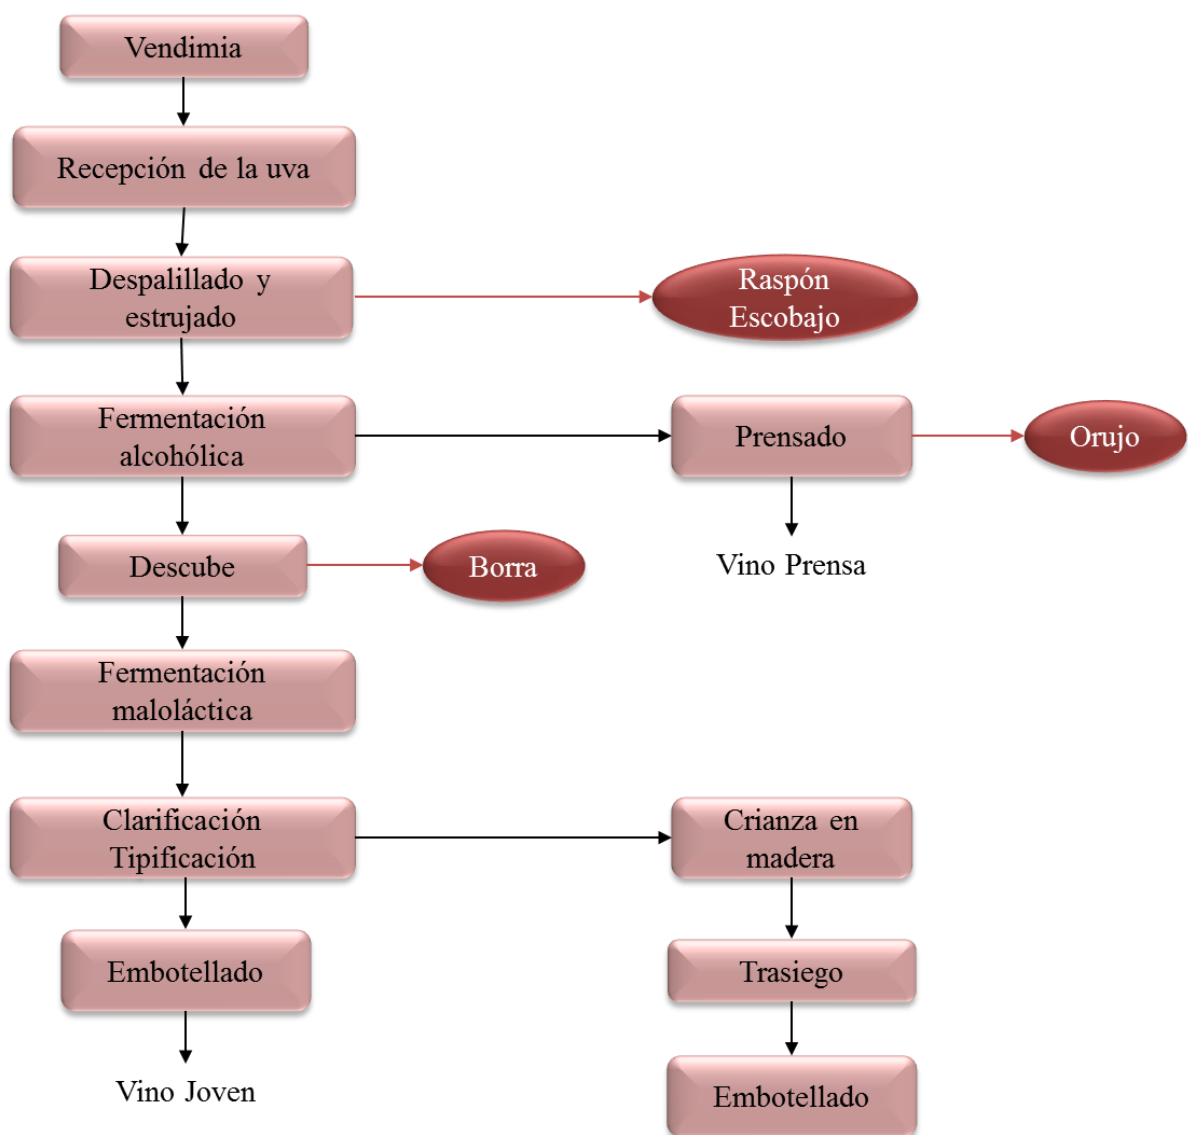 Vendimia
Recepción de la uva
Despalillado y
estrujado
Raspón
Escobajo
Fermentación
alcohólica
Prensado
Orujo
Descube
Borra
Vino Prensa
Fermentación
maloláctica
Clarificación
Tipificación
Crianza en
madera
Embotellado
Trasiego
Vino Joven
Embotellado